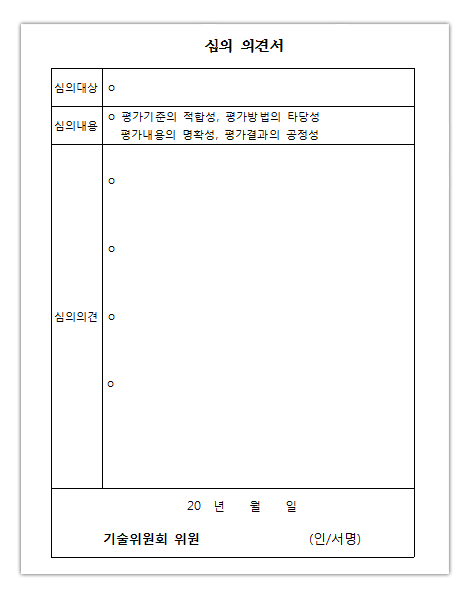 심의 의견서
심의대상 ㅇ
심의내용 ㅇ 평가기준의 적합성, 평가방법의 타당성
평가내용의 명확성, 평가결과의 공정성
ㅇ
ㅇ
심의의견 ㅇ
ㅇ
20 년 월 일
기술위원회 위원 (인/서명)